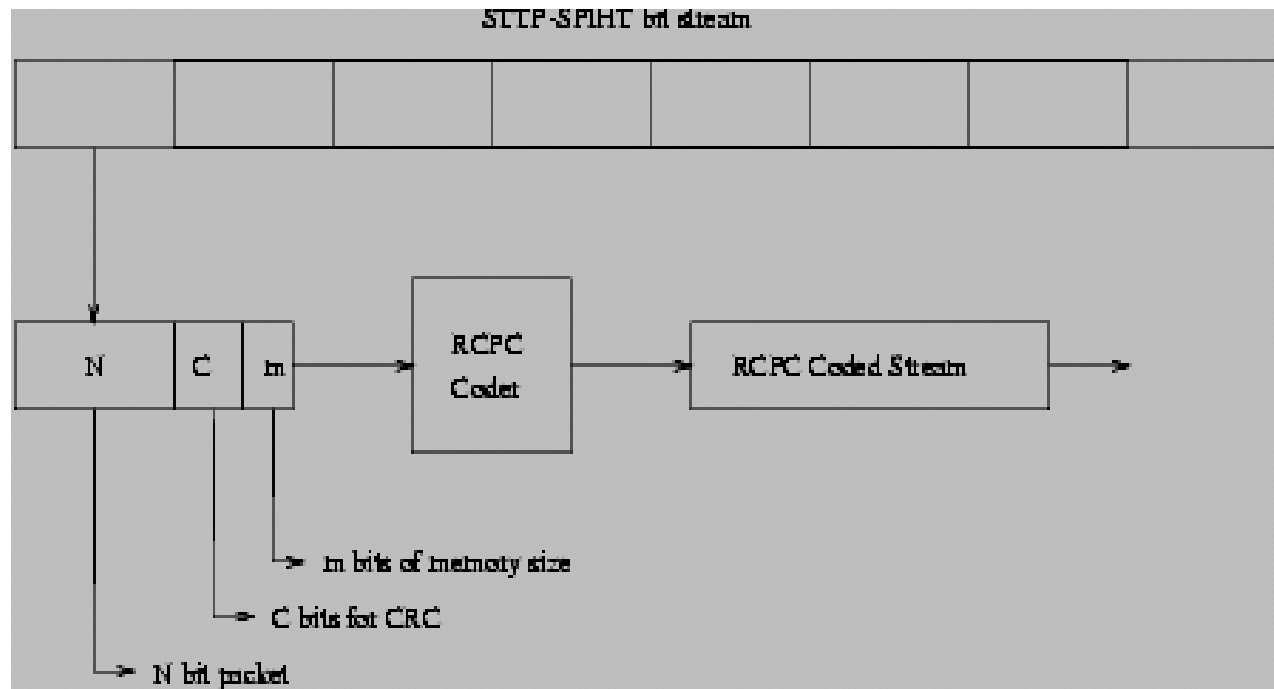 STTP-SPIHT bit stream
N
C
m
RCPC
Coder
RCPC Coded Stream
m bits of memory size
C bits for CRC
N bit packet